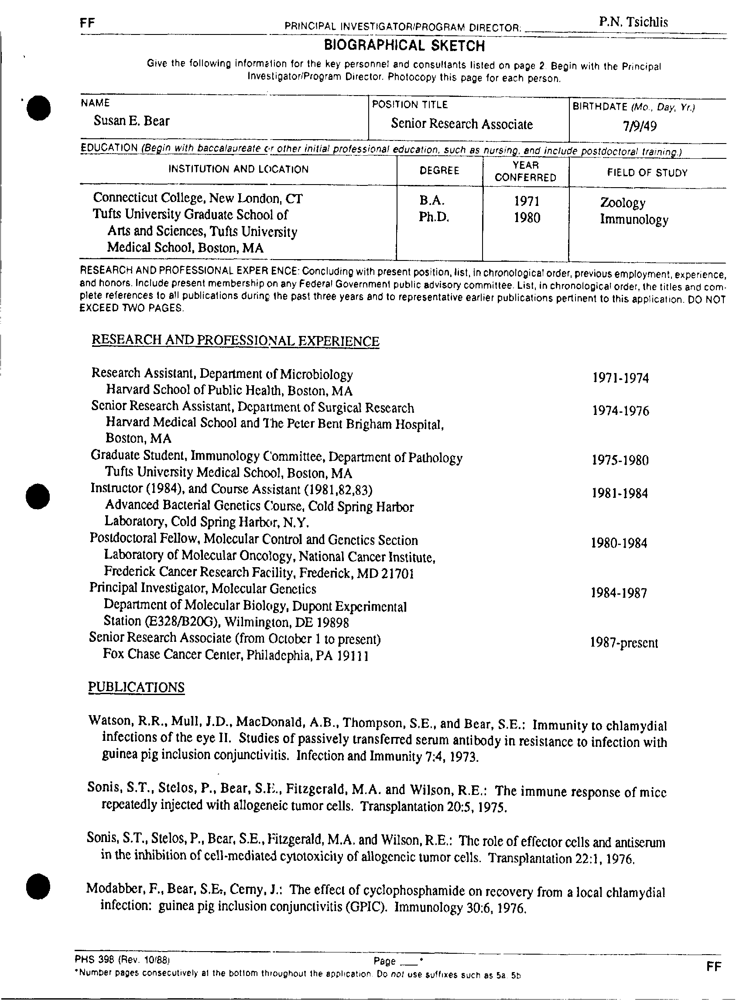 FF
PRINCIPAL INVESTIGATOR/PROGRAM DIRECTOR: P.N. Tsichlis
BIOGRAPHICAL SKETCH
Give the following information for the key personnel and consultants listed on page 2. Begin with the Principal
Investigator/Program Director. Photocopy this page for each person.
NAME POSITION TITLE BIRTHDATE (Mo., Day, Yr.)
Susan E. Bear Senior Research Associate 7/9/49
EDUCATION (Begin with baccalaureate or other initial professional education, such as nursing, and include postdoctoral training.)
INSTITUTION AND LOCATION DEGREE YEAR CONFERRED FIELD OF STUDY
Connecticut College, New London, CT B.A. 1971 Zoology
Tufts University Graduate School of Ph.D. 1980 Immunology
Arts and Sciences, Tufts University
Medical School, Boston, MA
RESEARCH AND PROFESSIONAL EXPER ENCE: Concluding with present position, list, in chronological order, previous employment, experience,
and honors. Include present membership on any Federal Government public advisory committee. List, in chronological order, the titles and com-
plete references to all publications during the past three years and to representative earlier publications pertinent to this application. DO NOT
EXCEED TWO PAGES.
RESEARCH AND PROFESSIONAL EXPERIENCE
Research Assistant, Department of Microbiology 1971-1974
Harvard School of Public Health, Boston, MA
Senior Research Assistant, Department of Surgical Research 1974-1976
Harvard Medical School and The Peter Bent Brigham Hospital,
Boston, MA
Graduate Student, Immunology Committee, Department of Pathology 1975-1980
Tufts University Medical School, Boston, MA
Instructor (1984), and Course Assistant (1981,82,83) 1981-1984
Advanced Bacterial Genetics Course, Cold Spring Harbor
Laboratory, Cold Spring Harbor, N.Y.
Postdoctoral Fellow, Molecular Control and Genetics Section 1980-1984
Laboratory of Molecular Oncology, National Cancer Institute,
Frederick Cancer Research Facility, Frederick, MD 21701
Principal Investigator, Molecular Genetics 1984-1987
Department of Molecular Biology, Dupont Experimental
Station (E328/B20G), Wilmington, DE 19898
Senior Research Associate (from October 1 to present) 1987-present
Fox Chase Cancer Center, Philadephia, PA 19111
PUBLICATIONS
Watson, R.R., Mull, J.D., MacDonald, A.B., Thompson, S.E., and Bear, S.E.: Immunity to chlamydial
infections of the eye II. Studies of passively transferred serum antibody in resistance to infection with
guinea pig inclusion conjunctivitis. Infection and Immunity 7:4, 1973.
Sonis, S.T., Stelos, P., Bear, S.E., Fitzgerald, M.A. and Wilson, R.E.: The immune response of mice
repeatedly injected with allogeneic tumor cells. Transplantation 20:5, 1975.
Sonis, S.T., Stelos, P., Bear, S.E., Fitzgerald, M.A. and Wilson, R.E.: The role of effector cells and antiserum
in the inhibition of cell-mediated cytotoxicity of allogeneic tumor cells. Transplantation 22:1, 1976.
Modabber, F., Bear, S.E., Cerny, J.: The effect of cyclophosphamide on recovery from a local chlamydial
infection: guinea pig inclusion conjunctivitis (GPIC). Immunology 30:6, 1976.
PHS 398 (Rev. 10/88) Page ___* FF
*Number pages consecutively at the bottom throughout the application. Do not use suffixes such as 5a, 5b.